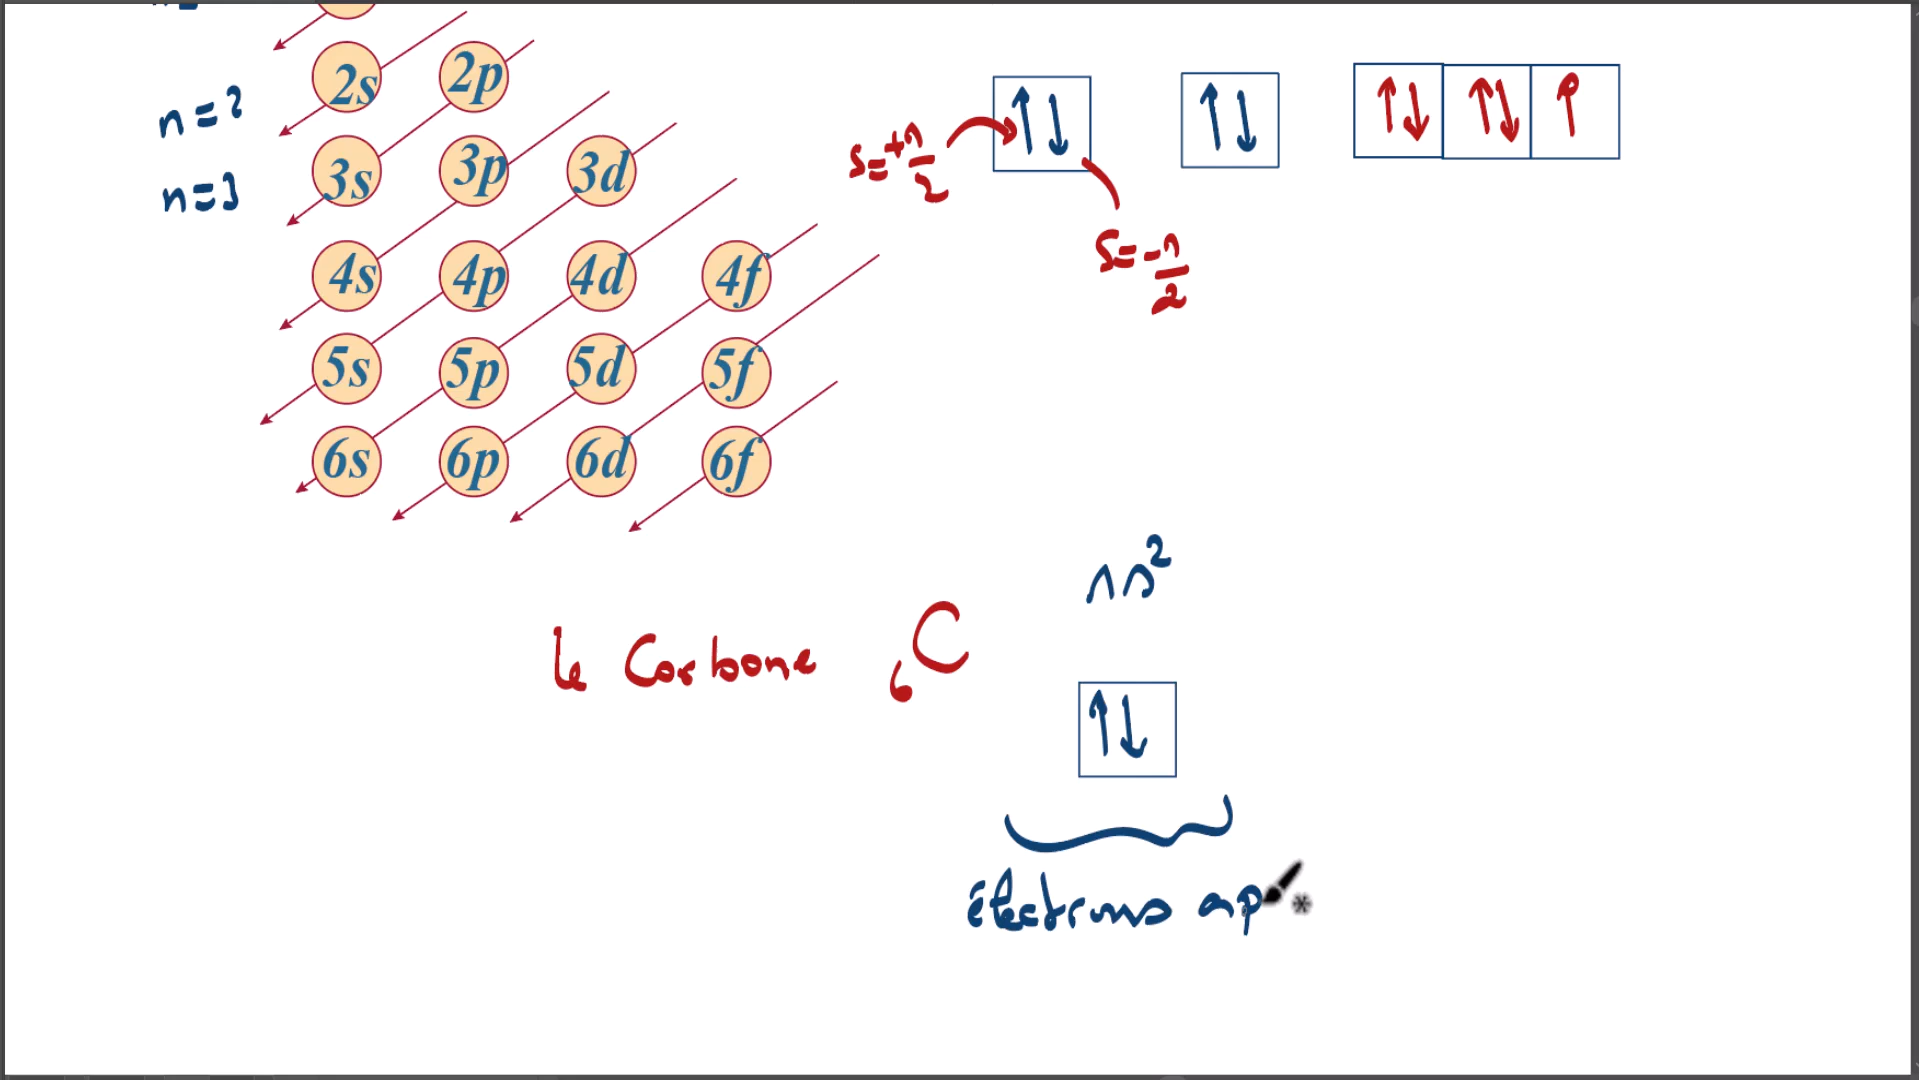 2s 2p
n = 2
3s 3p 3d
n = 3
4s 4p 4d 4f
5s 5p 5d 5f
6s 6p 6d 6f
s = +1/2
s = -1/2
ns²
le Carbone ₆C
électrons ap